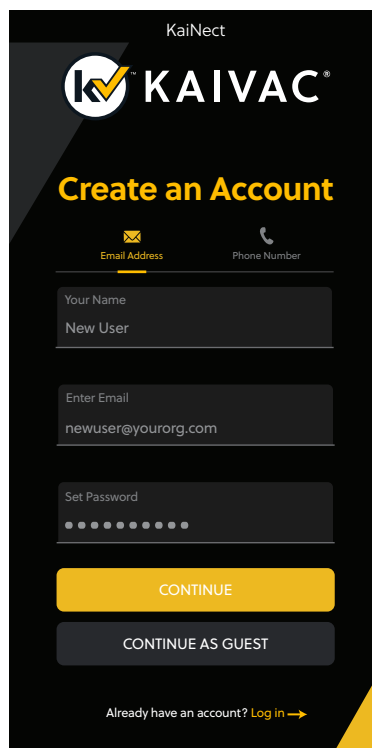 KaiNect
KV™ KAIVAC®
Create an Account
Email Address Phone Number
Your Name
New User
Enter Email
newuser@yourorg.com
Set Password
CONTINUE
CONTINUE AS GUEST
Already have an account? Log in